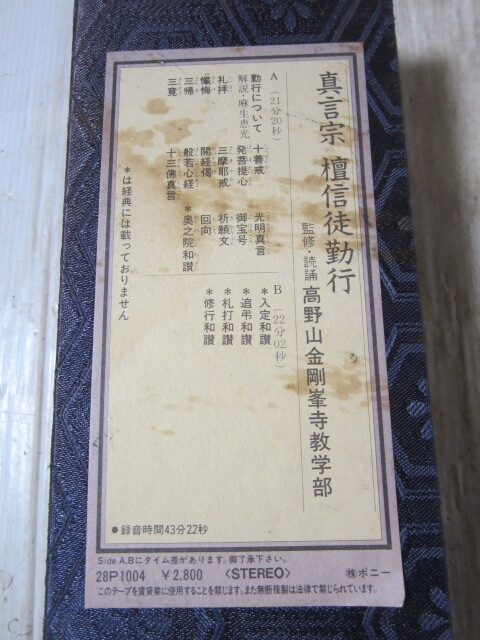 真言宗 檀信徒勤行
監修・読誦 高野山金剛峯寺教学部
A（21分20秒）
勤行について
解説・麻生恵光
礼拝
懺悔
三帰
三竟
十善戒
発菩提心
三摩耶戒
開経偈
般若心経
十三佛真言
光明真言
御宝号
祈願文
回向
＊奥之院和讃
B（22分02秒）
＊入定和讃
＊追弔和讃
＊札打和讃
＊修行和讃
＊は経典には載っておりません
●録音時間43分22秒
Side A,Bにタイム差があります。御了承下さい。
28P1004 ￥2,800 〈STEREO〉 ㈱ポニー
このテープを賃貸業に使用することを禁じます。また無断複製は法律で禁じられています。